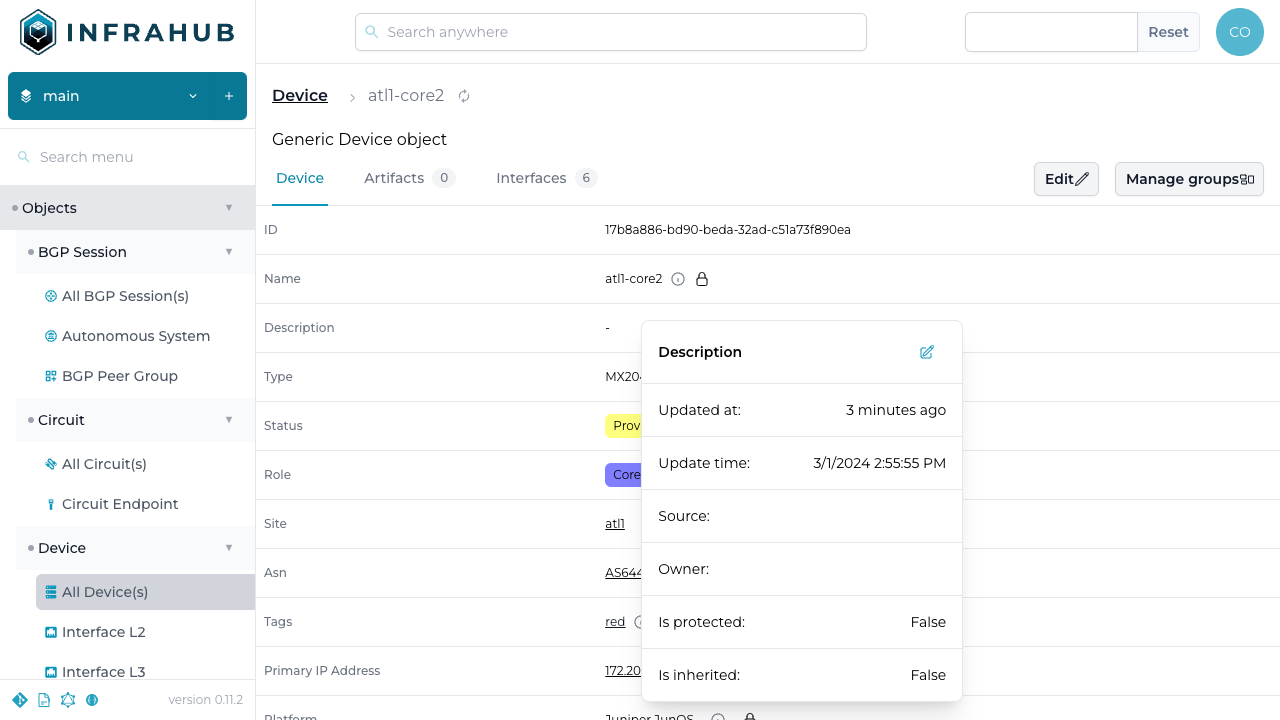 INFRAHUB
Search anywhere
Reset
CO
main
Search menu
Objects
BGP Session
All BGP Session(s)
Autonomous System
BGP Peer Group
Circuit
All Circuit(s)
Circuit Endpoint
Device
All Device(s)
Interface L2
Interface L3
version 0.11.2
Device > atl1-core2
Generic Device object
Device Artifacts 0 Interfaces 6
Edit Manage groups
ID 17b8a886-bd90-beda-32ad-c51a73f890ea
Name atl1-core2
Description -
Type MX204
Status Prov
Role Core
Site atl1
Asn AS644
Tags red
Primary IP Address 172.20
Platform Juniper JunOS
Description
Updated at: 3 minutes ago
Update time: 3/1/2024 2:55:55 PM
Source:
Owner:
Is protected: False
Is inherited: False